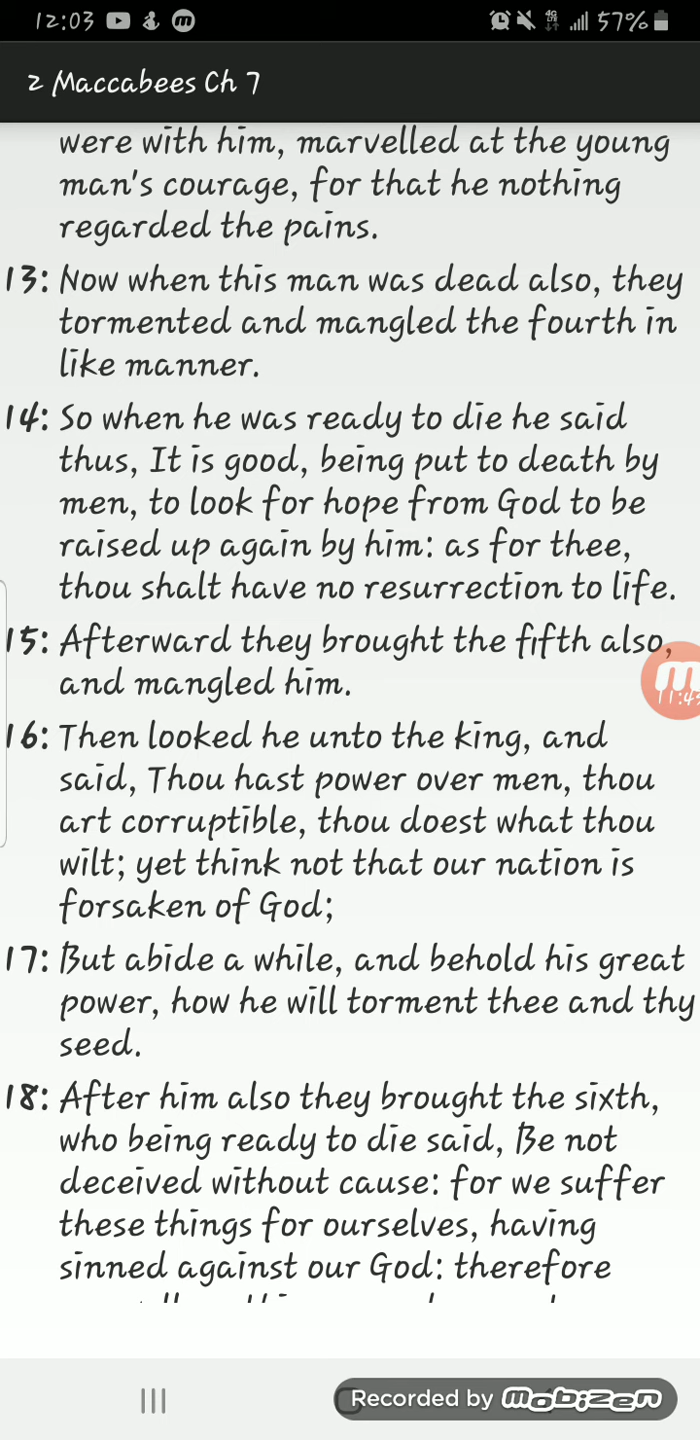 12:03
4G
57%
2 Maccabees Ch 7
were with him, marvelled at the young
man's courage, for that he nothing
regarded the pains.
13: Now when this man was dead also, they
tormented and mangled the fourth in
like manner.
14: So when he was ready to die he said
thus, It is good, being put to death by
men, to look for hope from God to be
raised up again by him: as for thee,
thou shalt have no resurrection to life.
15: Afterward they brought the fifth also,
and mangled him.
16: Then looked he unto the king, and
said, Thou hast power over men, thou
art corruptible, thou doest what thou
wilt; yet think not that our nation is
forsaken of God;
17: But abide a while, and behold his great
power, how he will torment thee and thy
seed.
18: After him also they brought the sixth,
who being ready to die said, Be not
deceived without cause: for we suffer
these things for ourselves, having
sinned against our God: therefore
Recorded by mobizen